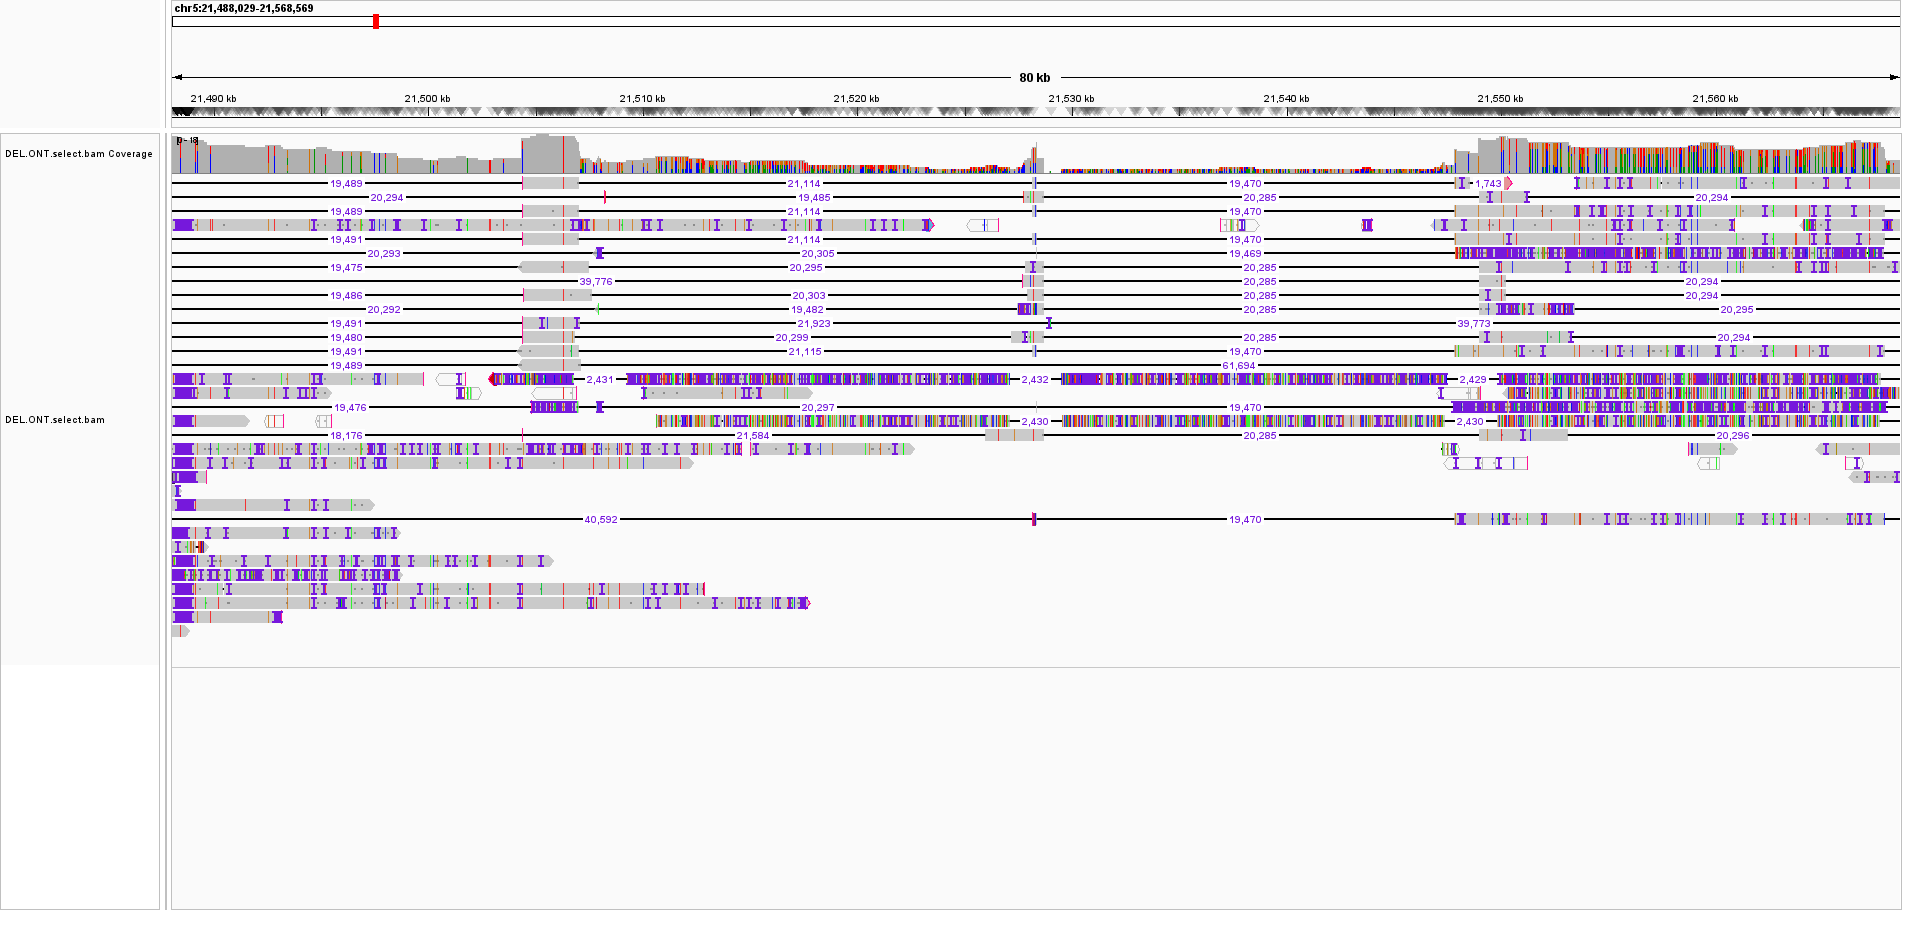 chr5:21,488,029-21,568,569
80 kb
21,490 kb 21,500 kb 21,510 kb 21,520 kb 21,530 kb 21,540 kb 21,550 kb 21,560 kb
DEL.ONT.select.bam Coverage
19,489 21,114 19,470 1,743
20,294 19,485 20,285 20,294
19,489 21,114 19,470
19,491 21,114 19,470
20,293 20,305 19,469
19,475 20,295 20,285
39,776 20,285 20,294
19,486 20,303 20,285 20,294
20,292 19,482 20,285 20,295
19,491 21,923 39,773
19,480 20,299 20,285 20,294
19,491 21,115 19,470
19,489 61,694
2,431 2,432 2,429
19,476 20,297 19,470
DEL.ONT.select.bam
2,430 2,430
18,176 21,584 20,285 20,296
40,592 19,470